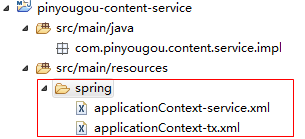 pinyougou-content-service
src/main/java
com.pinyougou.content.service.impl
src/main/resources
spring
applicationContext-service.xml
applicationContext-tx.xml